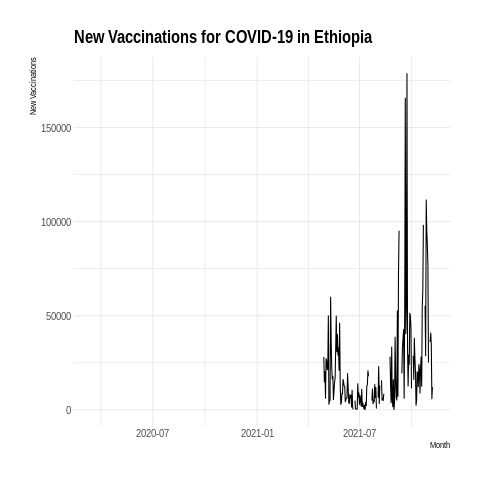 New Vaccinations for COVID-19 in Ethiopia
New Vaccinations
150000
100000
50000
0
2020-07
2021-01
2021-07
Month